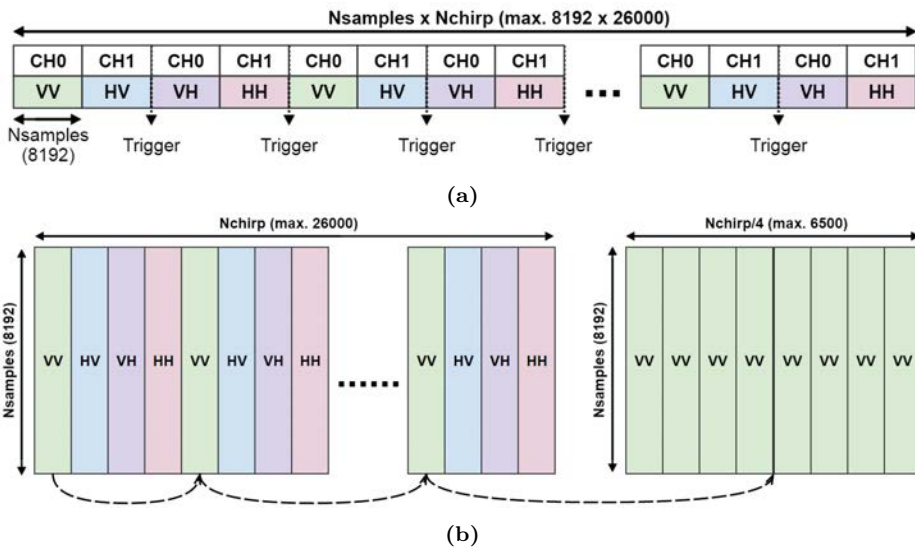 Nsamples x Nchirp (max. 8192 x 26000)
CH0 CH1 CH0 CH1 CH0 CH1 CH0 CH1 CH0 CH1 CH0 CH1
VV HV VH HH VV HV VH HH VV HV VH HH
Nsamples
(8192)
Trigger Trigger Trigger Trigger Trigger
(a)
Nchirp (max. 26000) Nchirp/4 (max. 6500)
Nsamples (8192)
VV HV VH HH VV HV VH HH VV HV VH HH
Nsamples (8192)
VV VV VV VV VV VV VV VV
(b)